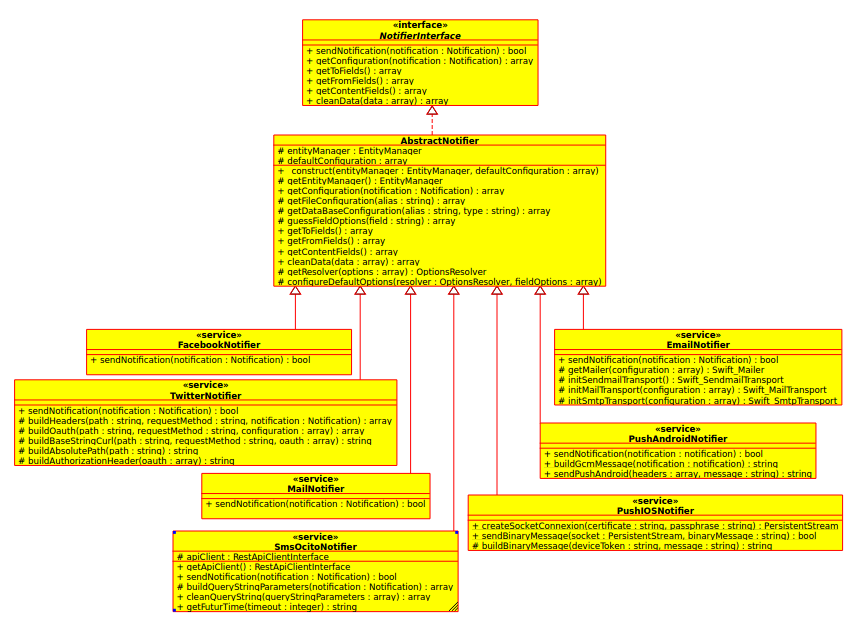 «interface»
NotifierInterface
+ sendNotification(notification : Notification) : bool
+ getConfiguration(notification : Notification) : array
+ getToFields() : array
+ getFromFields() : array
+ getContentFields() : array
+ cleanData(data : array) : array
AbstractNotifier
# entityManager : EntityManager
# defaultConfiguration : array
+ __construct(entityManager : EntityManager, defaultConfiguration : array)
# getEntityManager() : EntityManager
+ getConfiguration(notification : Notification) : array
# getFileConfiguration(alias : string) : array
# getDataBaseConfiguration(alias : string, type : string) : array
# guessFieldOptions(field : string) : array
+ getToFields() : array
+ getFromFields() : array
+ getContentFields() : array
+ cleanData(data : array) : array
# getResolver(options : array) : OptionsResolver
# configureDefaultOptions(resolver : OptionsResolver, fieldOptions : array)
«service»
FacebookNotifier
+ sendNotification(notification : Notification) : bool
«service»
EmailNotifier
+ sendNotification(notification : Notification) : bool
# getMailer(configuration : array) : Swift_Mailer
# initSendmailTransport() : Swift_SendmailTransport
# initMailTransport(configuration : array) : Swift_MailTransport
# initSmtpTransport(configuration : array) : Swift_SmtpTransport
«service»
TwitterNotifier
+ sendNotification(notification : Notification) : bool
# buildHeaders(path : string, requestMethod : string, notification : Notification) : array
# buildOauth(path : string, requestMethod : string, configuration : array) : array
# buildBaseStringCurl(path : string, requestMethod : string, oauth : array) : string
# buildAbsolutePath(path : string) : string
# buildAuthorizationHeader(oauth : array) : string
«service»
PushAndroidNotifier
+ sendNotification(notification : notification) : bool
+ buildGcmMessage(notification : notification) : string
+ sendPushAndroid(headers : array, message : string) : string
«service»
MailNotifier
+ sendNotification(notification : Notification) : bool
«service»
PushIOSNotifier
+ createSocketConnexion(certificate : string, passphrase : string) : PersistentStream
+ sendBinaryMessage(socket : PersistentStream, binaryMessage : string) : bool
# buildBinaryMessage(deviceToken : string, message : string) : string
«service»
SmsOcitoNotifier
# apiClient : RestApiClientInterface
+ getApiClient() : RestApiClientInterface
+ sendNotification(notification : Notification) : bool
# buildQueryStringParameters(notification : Notification) : array
+ cleanQueryString(queryStringParameters : array) : array
+ getFuturTime(timeout : integer) : string